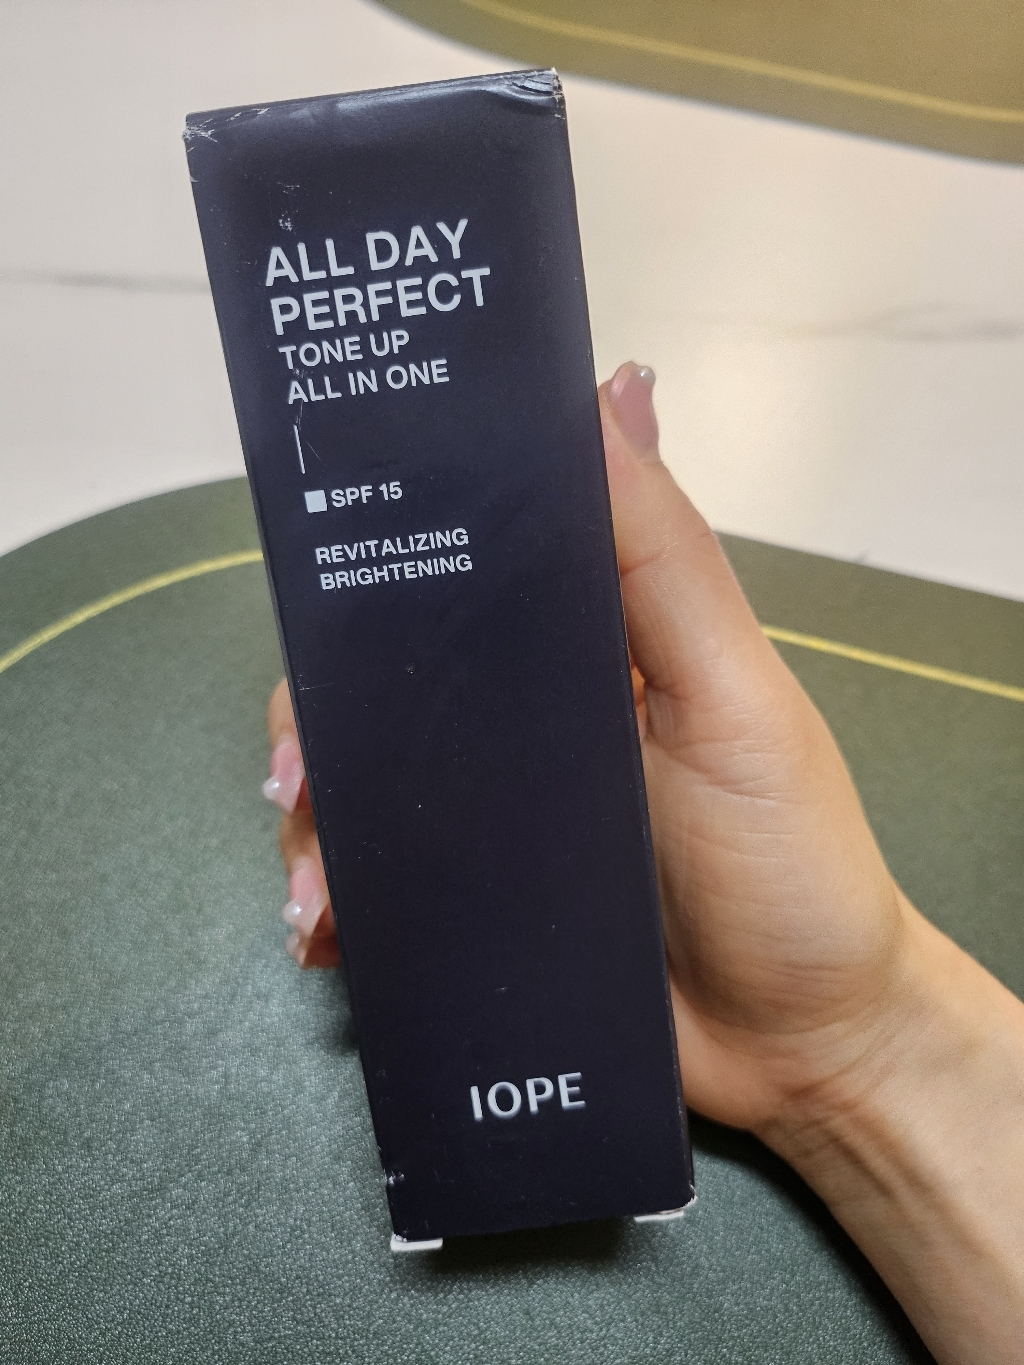 ALL DAY
PERFECT
TONE UP
ALL IN ONE
SPF 15
REVITALIZING
BRIGHTENING
IOPE